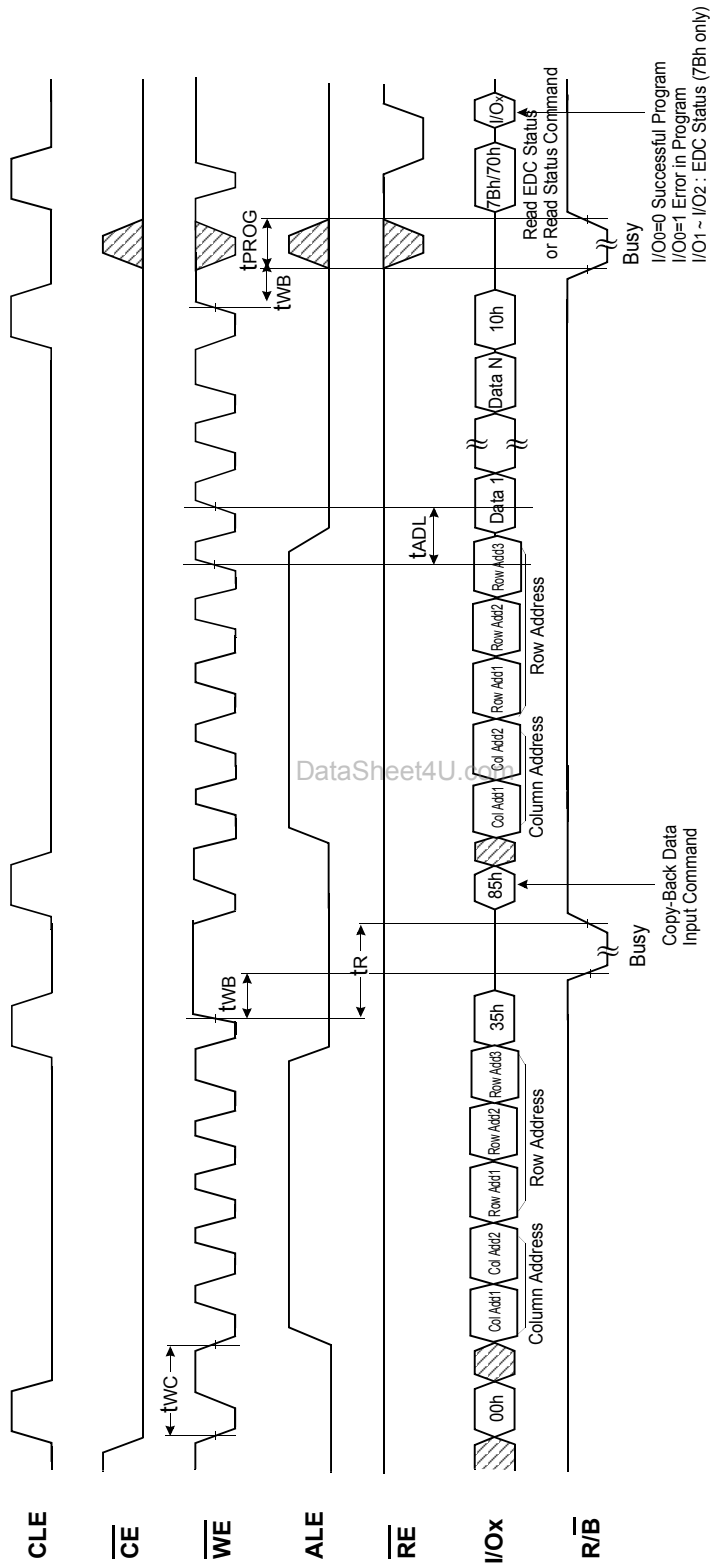 CLE
CE
tWC
tWB
tPROG
WE
ALE
tR
tADL
tWB
RE
DataSheet4U.com
I/Ox
00h
Col Add1
Col Add2
Row Add1
Row Add2
Row Add3
35h
85h
Col Add1
Col Add2
Row Add1
Row Add2
Row Add3
Data 1
Data N
10h
7Bh/70h
I/Ox
Column Address
Row Address
Column Address
Row Address
Read EDC Status
or Read Status Command
R/B
Busy
Busy
Copy-Back Data
Input Command
I/O0=0 Successful Program
I/O0=1 Error in Program
I/O1 ~ I/O2 : EDC Status (7Bh only)